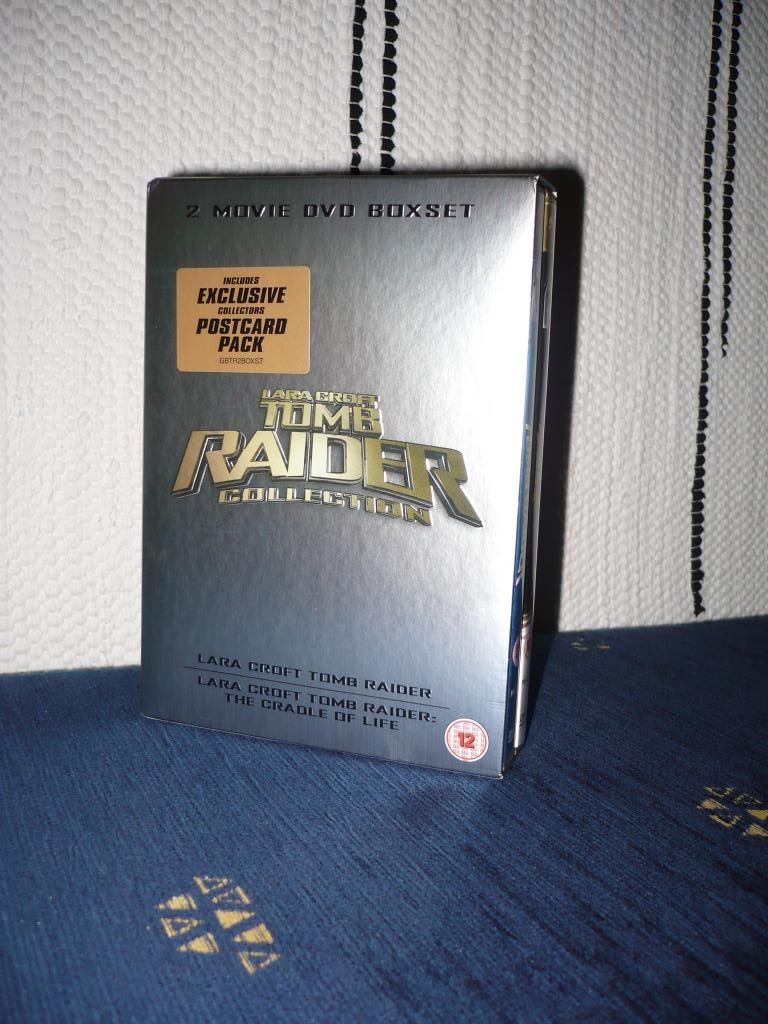 2 MOVIE DVD BOXSET
INCLUDES
EXCLUSIVE
COLLECTORS
POSTCARD
PACK
GBTR2BOXST
LARA CROFT
TOMB
RAIDER
COLLECTION
LARA CROFT TOMB RAIDER
LARA CROFT TOMB RAIDER:
THE CRADLE OF LIFE
12